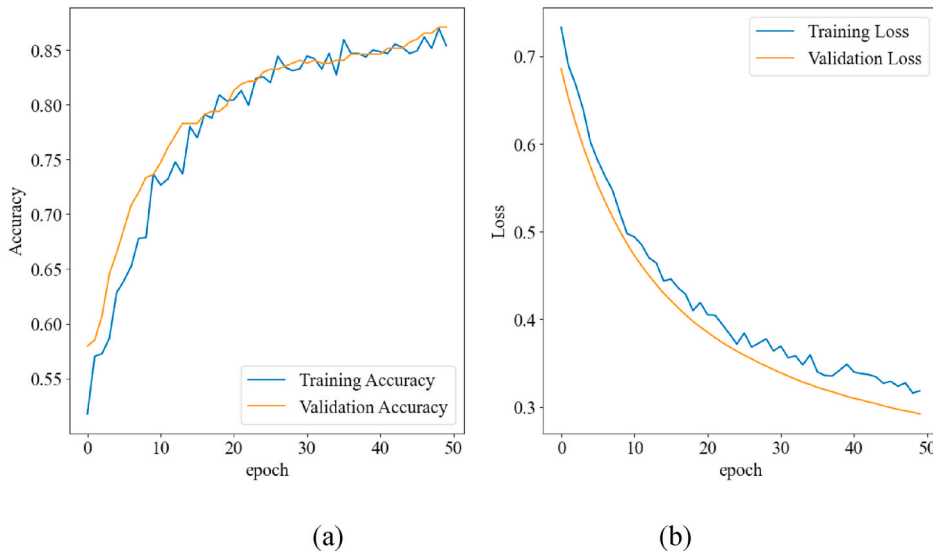 0.85
0.80
0.75
0.70
0.65
0.60
0.55
Accuracy
Training Accuracy
Validation Accuracy
0 10 20 30 40 50
epoch
(a)
0.7
0.6
0.5
0.4
0.3
Loss
Training Loss
Validation Loss
0 10 20 30 40 50
epoch
(b)